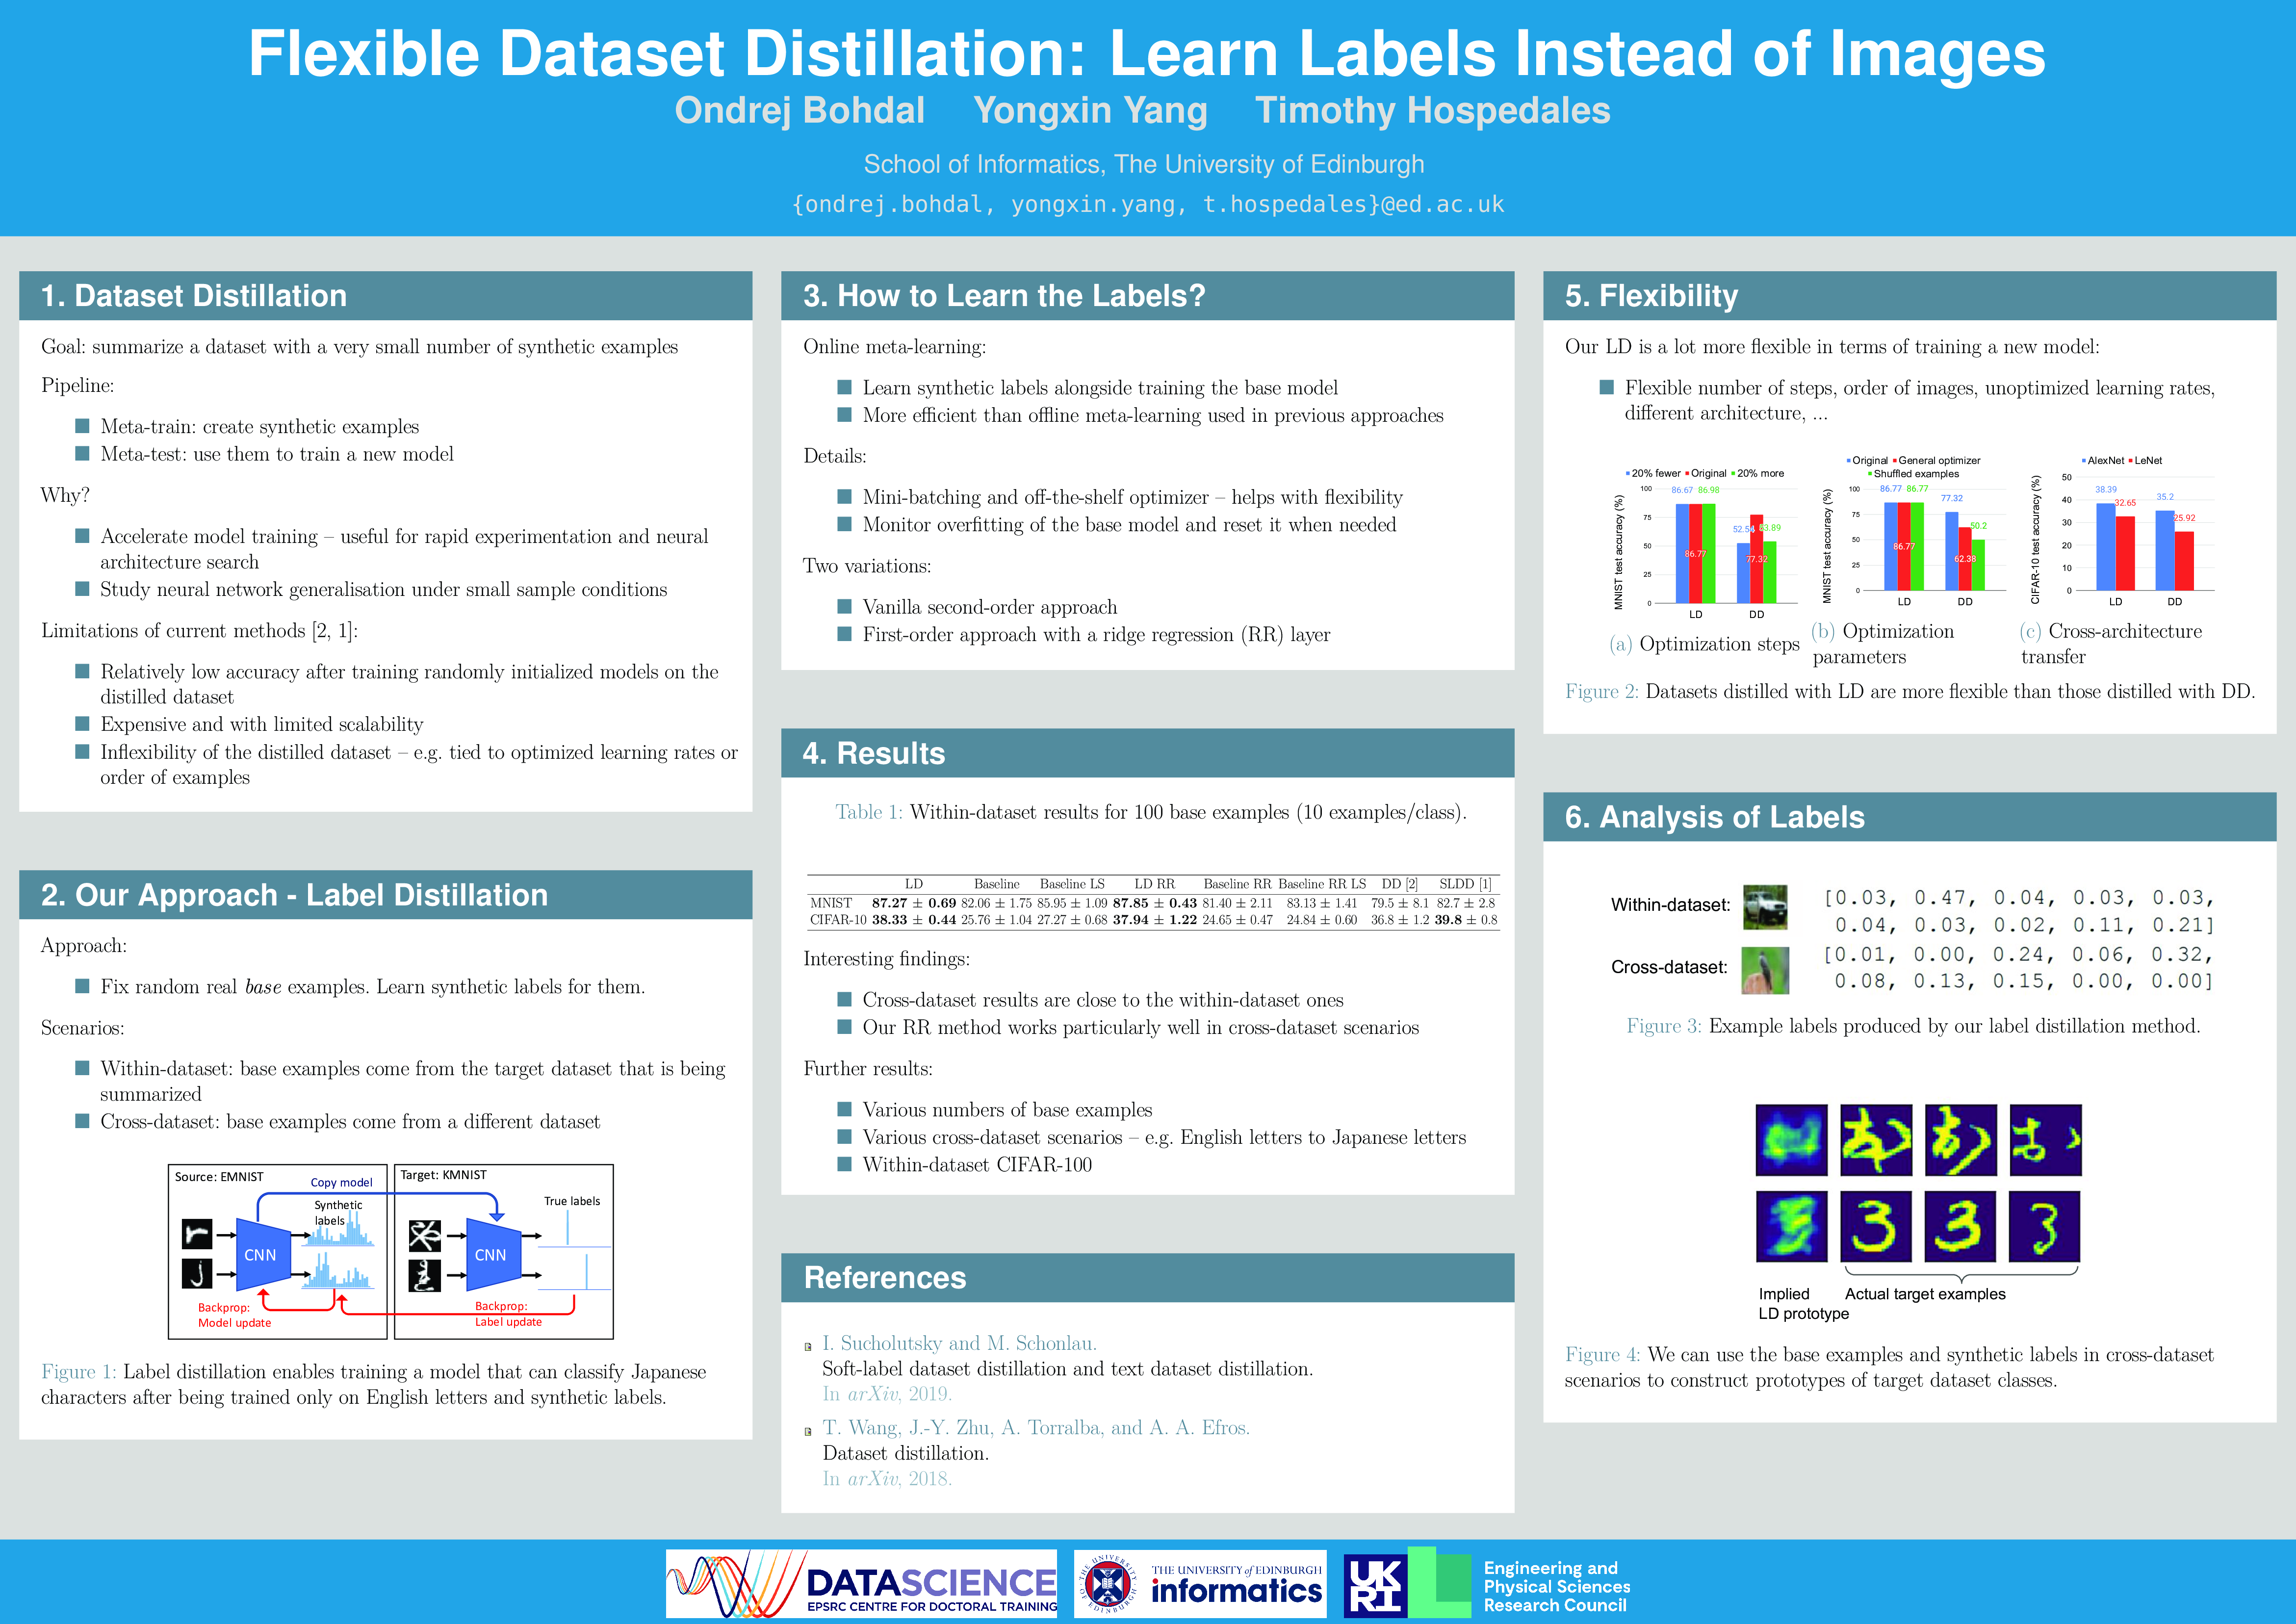 Flexible Dataset Distillation: Learn Labels Instead of Images
Ondrej Bohdal Yongxin Yang Timothy Hospedales
School of Informatics, The University of Edinburgh
{ondrej.bohdal, yongxin.yang, t.hospedales}@ed.ac.uk
1. Dataset Distillation
Goal: summarize a dataset with a very small number of synthetic examples
Pipeline:
Meta-train: create synthetic examples
Meta-test: use them to train a new model
Why?
Accelerate model training – useful for rapid experimentation and neural
architecture search
Study neural network generalisation under small sample conditions
Limitations of current methods [2, 1]:
Relatively low accuracy after training randomly initialized models on the
distilled dataset
Expensive and with limited scalability
Inflexibility of the distilled dataset – e.g. tied to optimized learning rates or
order of examples
2. Our Approach - Label Distillation
Approach:
Fix random real base examples. Learn synthetic labels for them.
Scenarios:
Within-dataset: base examples come from the target dataset that is being
summarized
Cross-dataset: base examples come from a different dataset
Source: EMNIST
Copy model
Synthetic
labels
CNN
Backprop:
Model update
Target: KMNIST
True labels
CNN
Backprop:
Label update
Figure 1: Label distillation enables training a model that can classify Japanese
characters after being trained only on English letters and synthetic labels.
3. How to Learn the Labels?
Online meta-learning:
Learn synthetic labels alongside training the base model
More efficient than offline meta-learning used in previous approaches
Details:
Mini-batching and off-the-shelf optimizer – helps with flexibility
Monitor overfitting of the base model and reset it when needed
Two variations:
Vanilla second-order approach
First-order approach with a ridge regression (RR) layer
4. Results
Table 1: Within-dataset results for 100 base examples (10 examples/class).
LD Baseline Baseline LS LD RR Baseline RR Baseline RR LS DD [2] SLDD [1]
MNIST 87.27 ± 0.69 82.06 ± 1.75 85.95 ± 1.09 87.85 ± 0.43 81.40 ± 2.11 83.13 ± 1.41 79.5 ± 8.1 82.7 ± 2.8
CIFAR-10 38.33 ± 0.44 25.76 ± 1.04 27.27 ± 0.68 37.94 ± 1.22 24.65 ± 0.47 24.84 ± 0.60 36.8 ± 1.2 39.8 ± 0.8
Interesting findings:
Cross-dataset results are close to the within-dataset ones
Our RR method works particularly well in cross-dataset scenarios
Further results:
Various numbers of base examples
Various cross-dataset scenarios – e.g. English letters to Japanese letters
Within-dataset CIFAR-100
References
I. Sucholutsky and M. Schonlau.
Soft-label dataset distillation and text dataset distillation.
In arXiv, 2019.
T. Wang, J.-Y. Zhu, A. Torralba, and A. A. Efros.
Dataset distillation.
In arXiv, 2018.
5. Flexibility
Our LD is a lot more flexible in terms of training a new model:
Flexible number of steps, order of images, unoptimized learning rates,
different architecture, ...
20% fewer Original 20% more
MNIST test accuracy (%)
100
75
50
25
0
86.67 86.98
86.77
52.54 53.89
77.32
LD DD
(a) Optimization steps
Original General optimizer
Shuffled examples
MNIST test accuracy (%)
100
75
50
25
0
86.77 86.77
86.77
77.32
50.2
62.38
LD DD
(b) Optimization
parameters
AlexNet LeNet
CIFAR-10 test accuracy (%)
50
40
30
20
10
0
38.39
32.65
35.2
25.92
LD DD
(c) Cross-architecture
transfer
Figure 2: Datasets distilled with LD are more flexible than those distilled with DD.
6. Analysis of Labels
Within-dataset:
[0.03, 0.47, 0.04, 0.03, 0.03,
0.04, 0.03, 0.02, 0.11, 0.21]
Cross-dataset:
[0.01, 0.00, 0.24, 0.06, 0.32,
0.08, 0.13, 0.15, 0.00, 0.00]
Figure 3: Example labels produced by our label distillation method.
Implied
LD prototype
Actual target examples
Figure 4: We can use the base examples and synthetic labels in cross-dataset
scenarios to construct prototypes of target dataset classes.
DATASCIENCE
EPSRC CENTRE FOR DOCTORAL TRAINING
THE UNIVERSITY OF EDINBURGH
THE UNIVERSITY of EDINBURGH
informatics
UKRI
Engineering and
Physical Sciences
Research Council